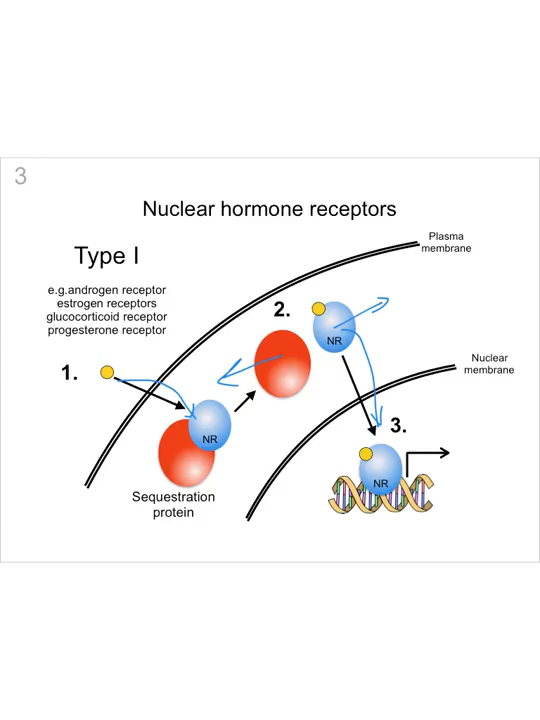 3
Nuclear hormone receptors
Type I
e.g.androgen receptor
estrogen receptors
glucocorticoid receptor
progesterone receptor
Plasma
membrane
2.
NR
Nuclear
membrane
1.
NR
3.
NR
Sequestration
protein